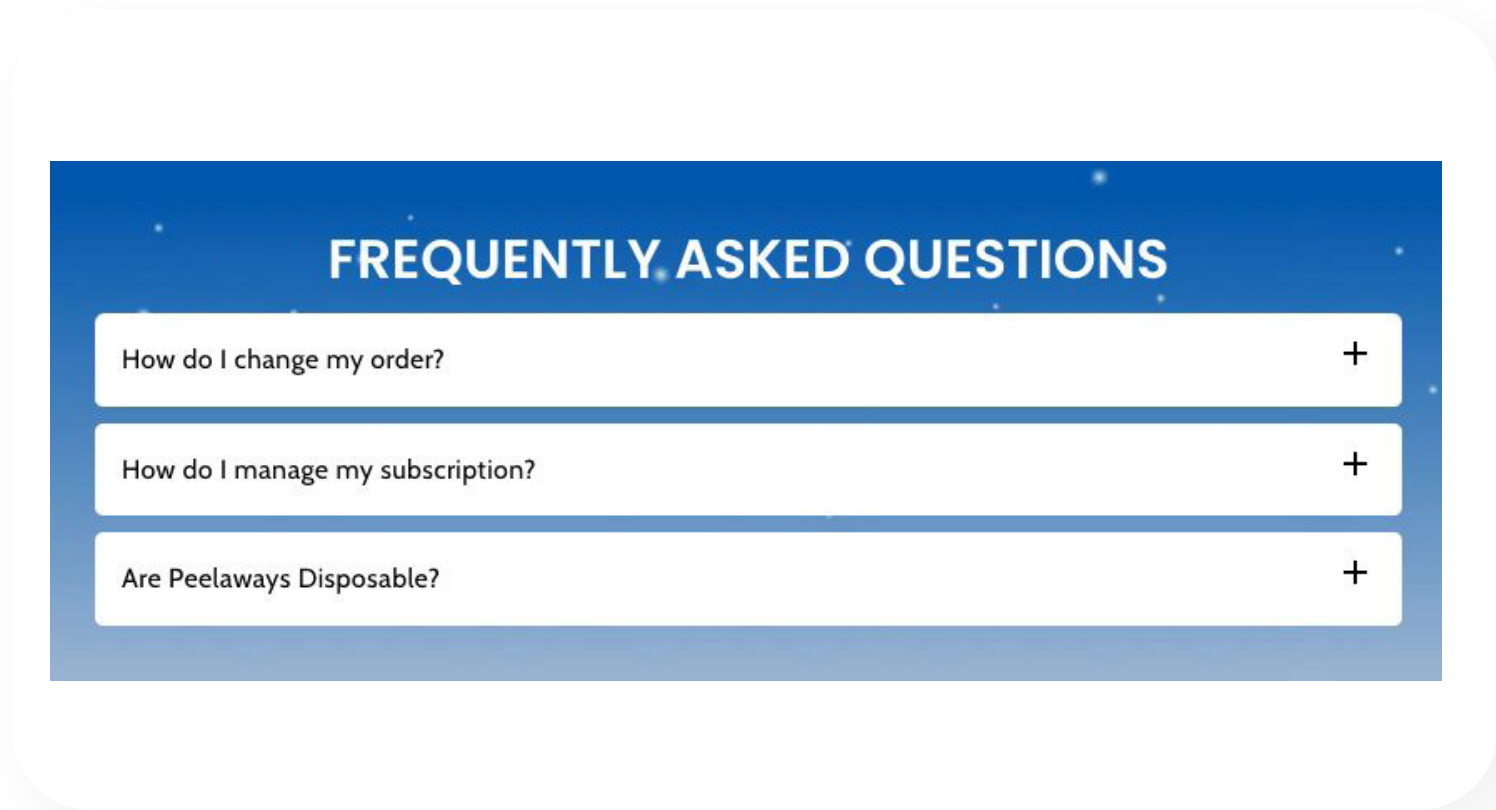 FREQUENTLY ASKED QUESTIONS
How do I change my order?
How do I manage my subscription?
Are Peelaways Disposable?